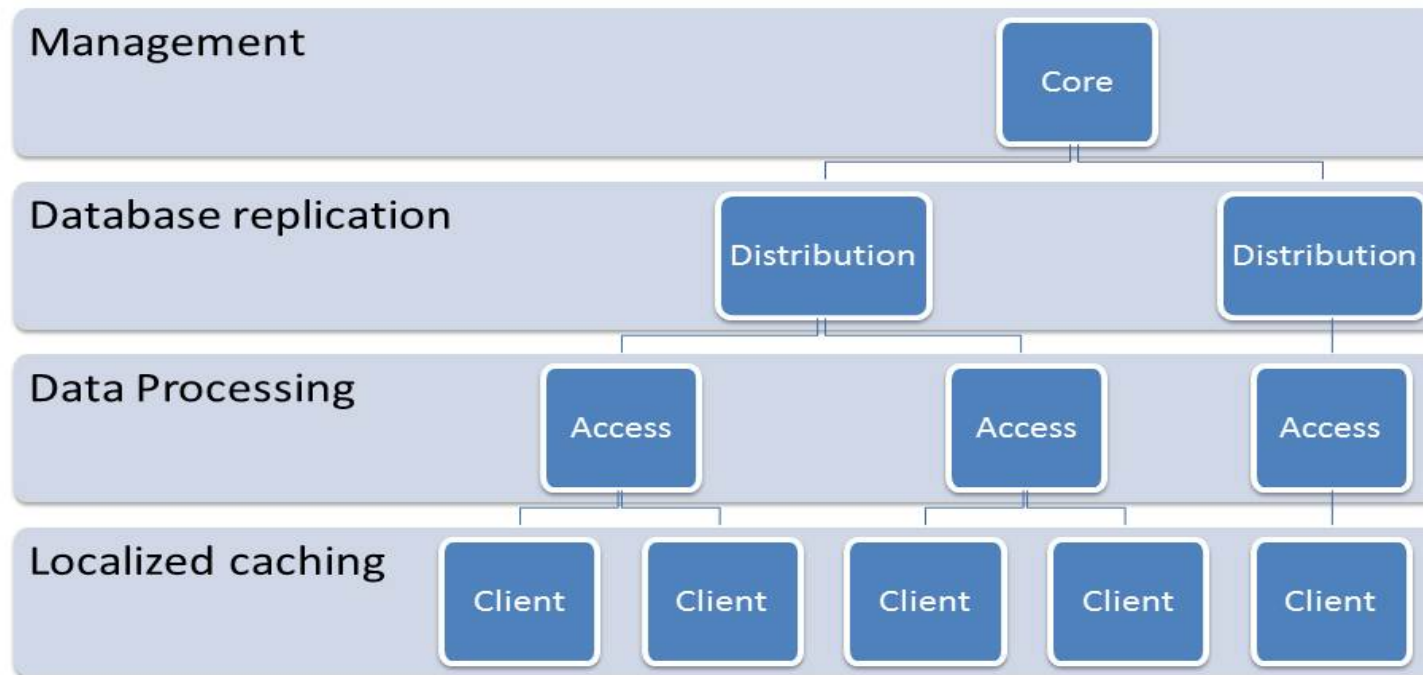 Management
Core
Database replication
Distribution
Distribution
Data Processing
Access
Access
Access
Localized caching
Client
Client
Client
Client
Client